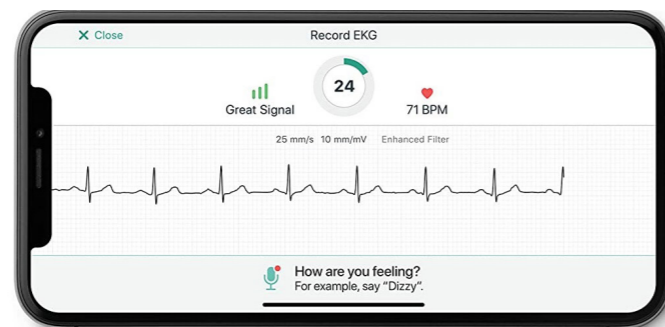 X Close
Record EKG
24
Great Signal
71 BPM
25 mm/s 10 mm/mV Enhanced Filter
How are you feeling?
For example, say “Dizzy”.